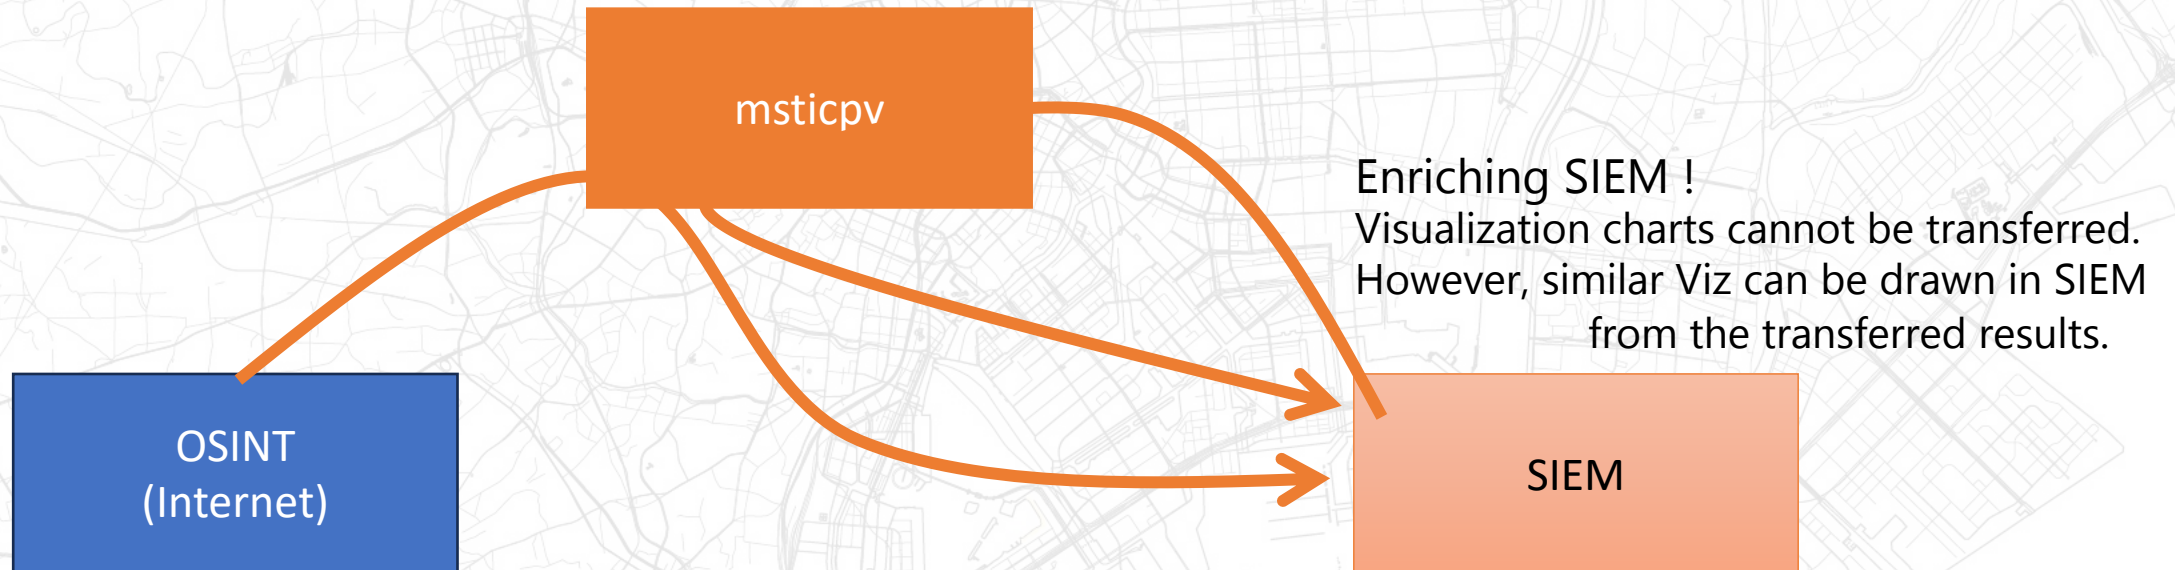 msticpy
Enriching SIEM !
Visualization charts cannot be transferred.
However, similar Viz can be drawn in SIEM
from the transferred results.
OSINT
(Internet)
SIEM